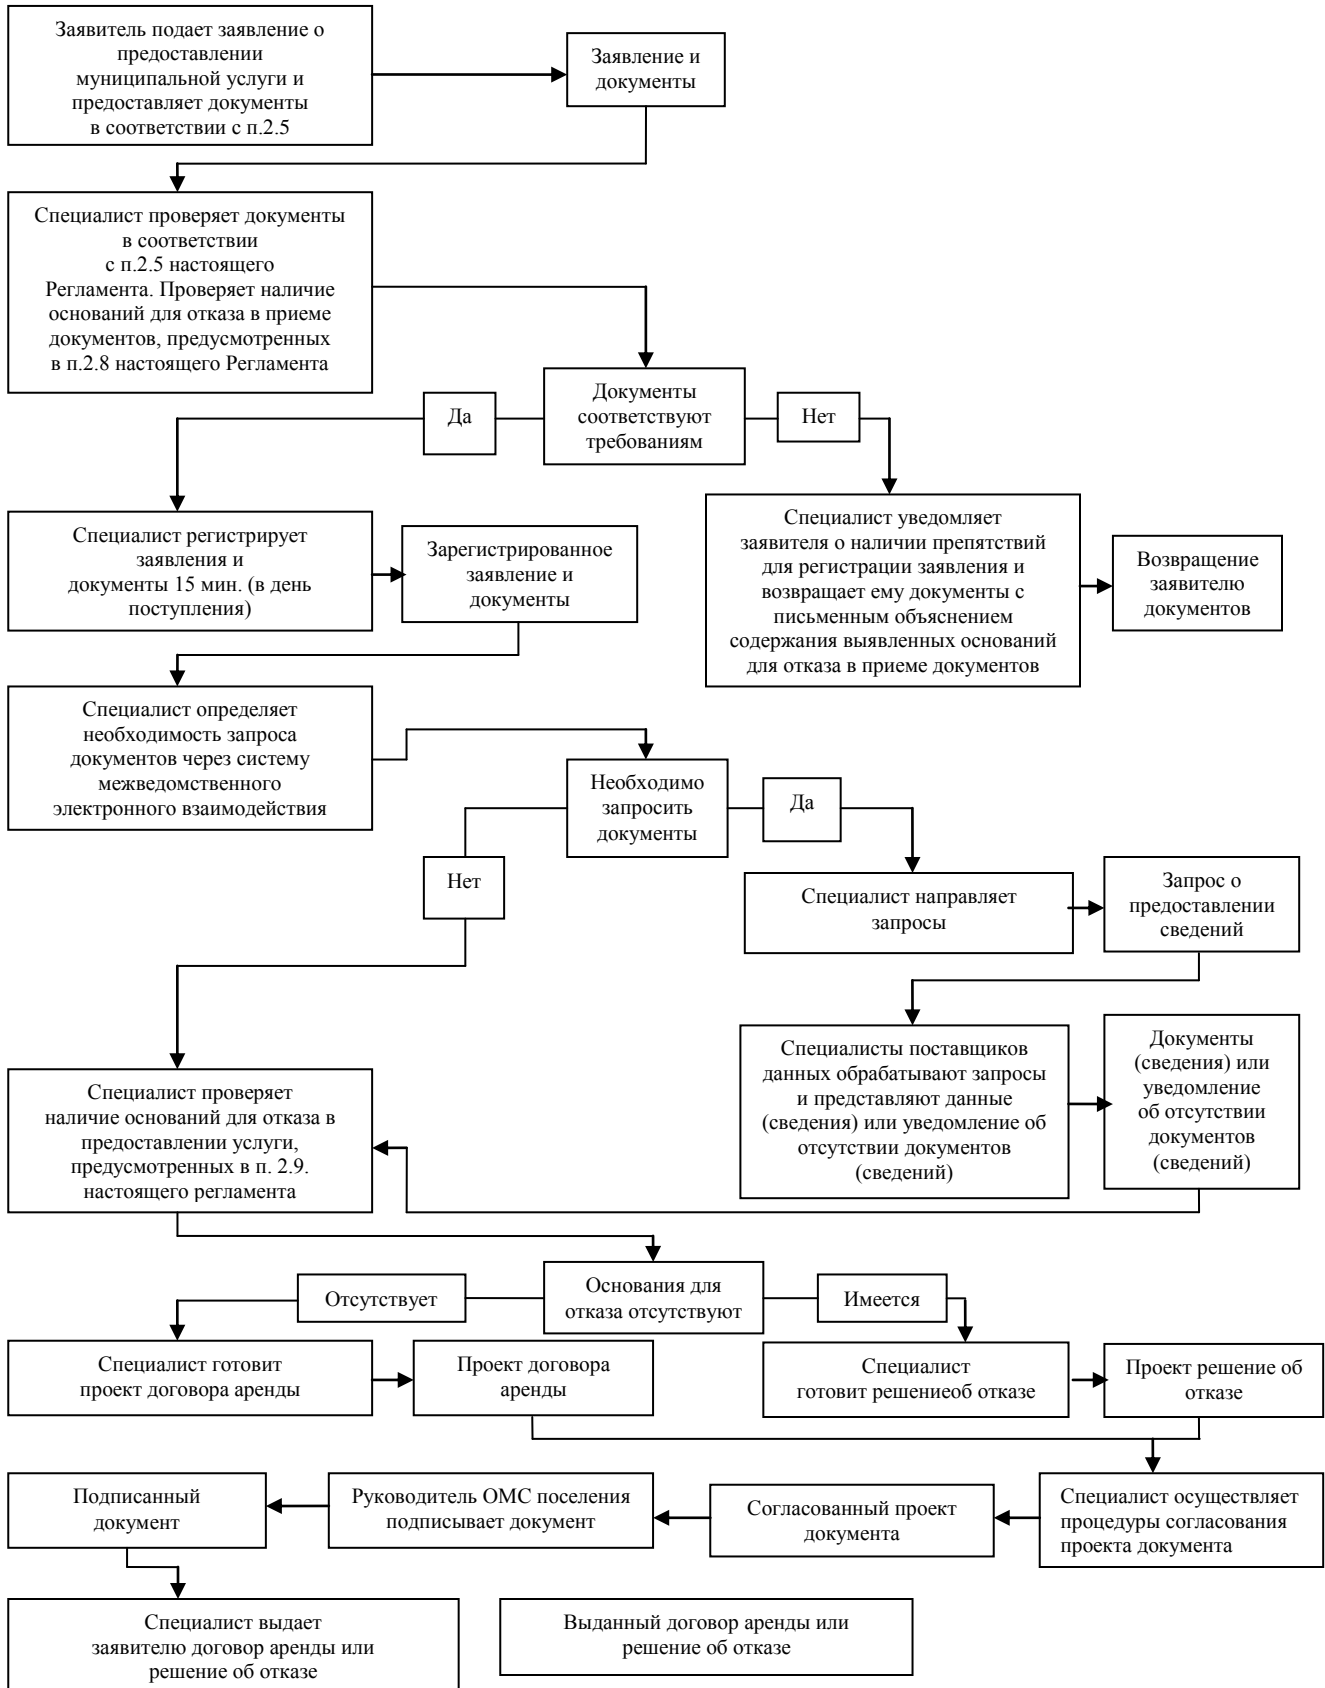 Заявитель подает заявление о
предоставлении
муниципальной услуги и
предоставляет документы
в соответствии с п.2.5
Заявление и
документы
Специалист проверяет документы
в соответствии
с п.2.5 настоящего
Регламента. Проверяет наличие
оснований для отказа в приеме
документов, предусмотренных
в п.2.8 настоящего Регламента
Документы
соответствуют
требованиям
Да
Нет
Специалист регистрирует
заявления и
документы 15 мин. (в день
поступления)
Зарегистрированное
заявление и
документы
Специалист уведомляет
заявителя о наличии препятствий
для регистрации заявления и
возвращает ему документы с
письменным объяснением
содержания выявленных оснований
для отказа в приеме документов
Возвращение
заявителю
документов
Специалист определяет
необходимость запроса
документов через систему
межведомственного
электронного взаимодействия
Необходимо
запросить
документы
Да
Нет
Специалист направляет
запросы
Запрос о
предоставлении
сведений
Специалисты поставщиков
данных обрабатывают запросы
и представляют данные
(сведения) или уведомление об
отсутствии документов
(сведений)
Документы
(сведения) или
уведомление
об отсутствии
документов
(сведений)
Специалист проверяет
наличие оснований для отказа в
предоставлении услуги,
предусмотренных в п. 2.9.
настоящего регламента
Основания для
отказа отсутствуют
Отсутствует
Имеется
Специалист готовит
проект договора аренды
Проект договора
аренды
Специалист
готовит решениеоб отказе
Проект решение об
отказе
Подписанный
документ
Руководитель ОМС поселения
подписывает документ
Согласованный проект
документа
Специалист осуществляет
процедуры согласования
проекта документа
Специалист выдает
заявителю договор аренды или
решение об отказе
Выданный договор аренды или
решение об отказе